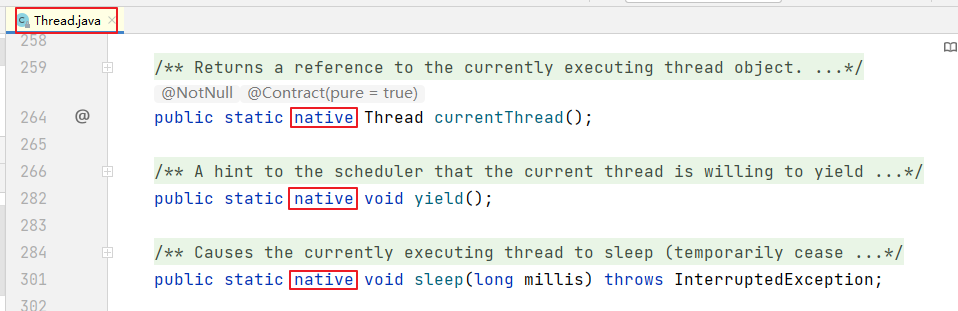 Thread.java
258
259 /** Returns a reference to the currently executing thread object. ...*/
@NotNull @Contract(pure = true)
264 @ public static native Thread currentThread();
265
266 /** A hint to the scheduler that the current thread is willing to yield ...*/
282 public static native void yield();
283
284 /** Causes the currently executing thread to sleep (temporarily cease ...*/
301 public static native void sleep(long millis) throws InterruptedException;
302